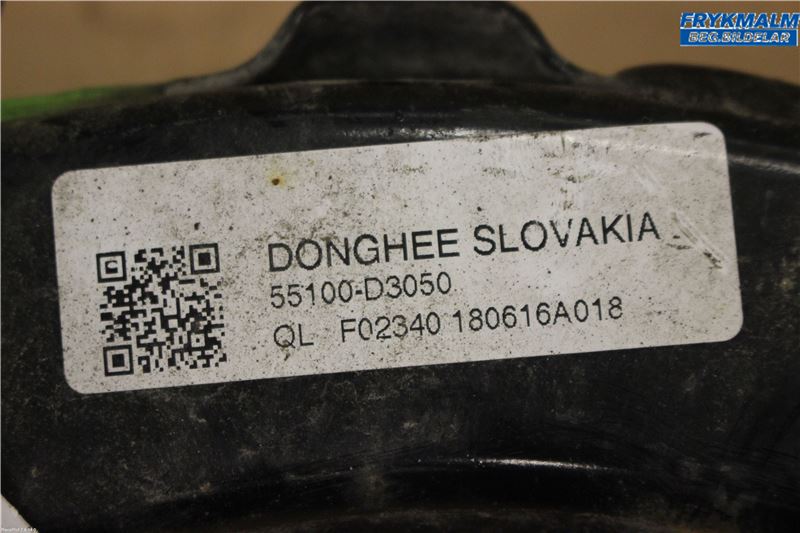 FRYKMALM
BEG.BILDELAR
DONGHEE SLOVAKIA
55100-D3050
QL F02340 180616A018